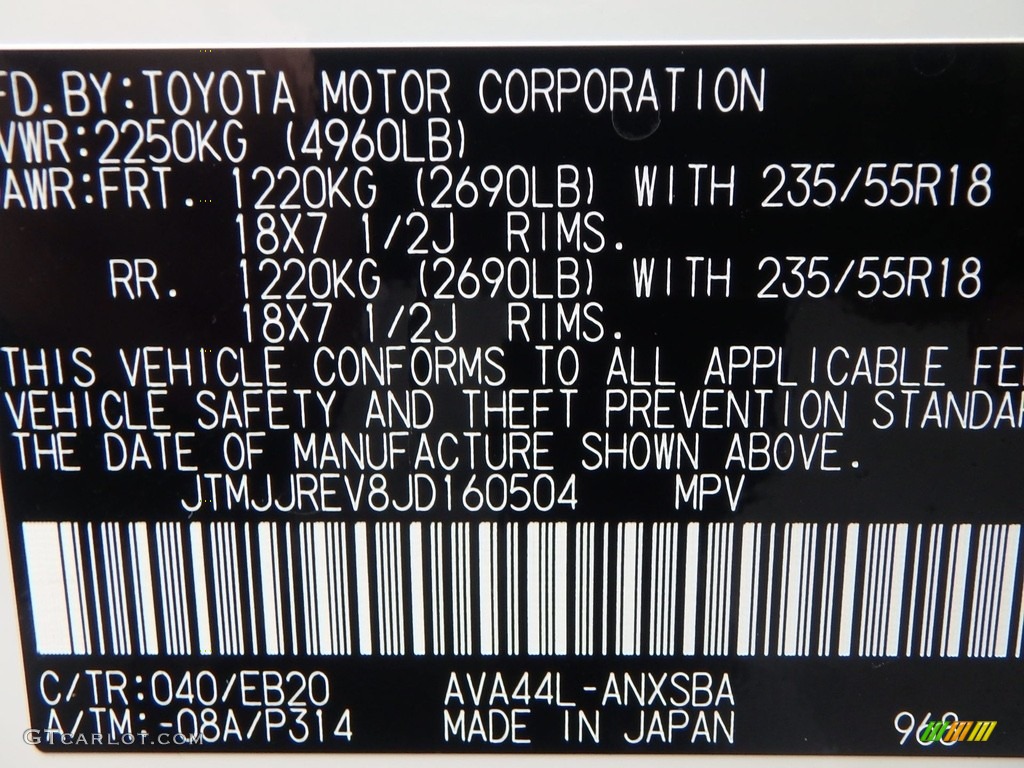 FD.BY:TOYOTA MOTOR CORPORATION
VWR:2250KG (4960LB)
AWR:FRT. 1220KG (2690LB) WITH 235/55R18
18X7 1/2J RIMS.
RR. 1220KG (2690LB) WITH 235/55R18
18X7 1/2J RIMS.
THIS VEHICLE CONFORMS TO ALL APPLICABLE FE
VEHICLE SAFETY AND THEFT PREVENTION STANDA
THE DATE OF MANUFACTURE SHOWN ABOVE.
JTMJJREV8JD160504 MPV
C/TR:040/EB20 AVA44L-ANXSBA
A/TM:-08A/P314 MADE IN JAPAN
GTCARLOT.COM